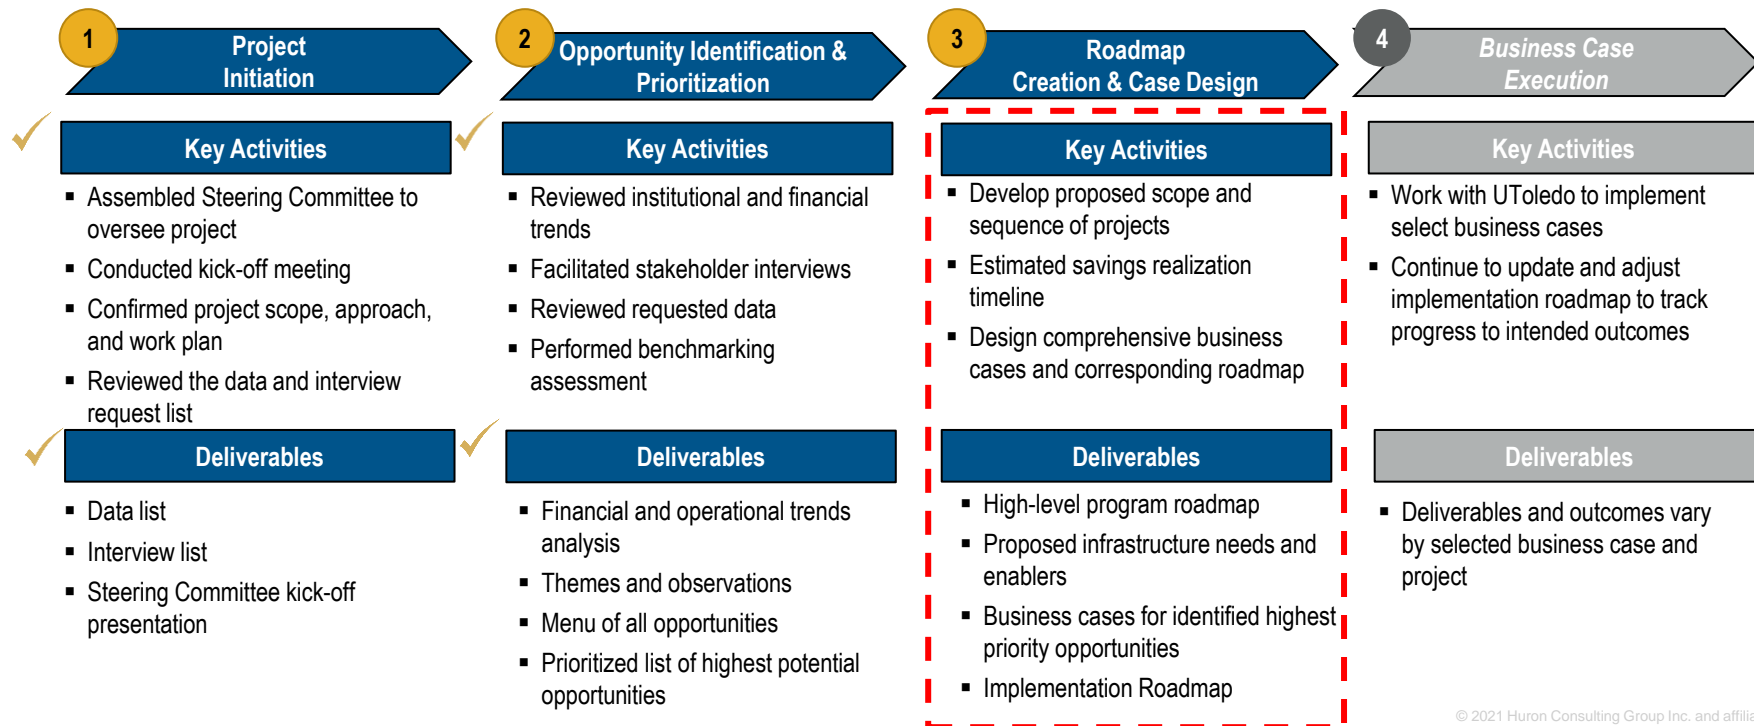 1
Project
Initiation
Key Activities
▪ Assembled Steering Committee to
oversee project
▪ Conducted kick-off meeting
▪ Confirmed project scope, approach,
and work plan
▪ Reviewed the data and interview
request list
Deliverables
▪ Data list
▪ Interview list
▪ Steering Committee kick-off
presentation
2
Opportunity Identification &
Prioritization
Key Activities
▪ Reviewed institutional and financial
trends
▪ Facilitated stakeholder interviews
▪ Reviewed requested data
▪ Performed benchmarking
assessment
Deliverables
▪ Financial and operational trends
analysis
▪ Themes and observations
▪ Menu of all opportunities
▪ Prioritized list of highest potential
opportunities
3
Roadmap
Creation & Case Design
Key Activities
▪ Develop proposed scope and
sequence of projects
▪ Estimated savings realization
timeline
▪ Design comprehensive business
cases and corresponding roadmap
Deliverables
▪ High-level program roadmap
▪ Proposed infrastructure needs and
enablers
▪ Business cases for identified highest
priority opportunities
▪ Implementation Roadmap
4
Business Case
Execution
Key Activities
▪ Work with UToledo to implement
select business cases
▪ Continue to update and adjust
implementation roadmap to track
progress to intended outcomes
Deliverables
▪ Deliverables and outcomes vary
by selected business case and
project
© 2021 Huron Consulting Group Inc. and affilia